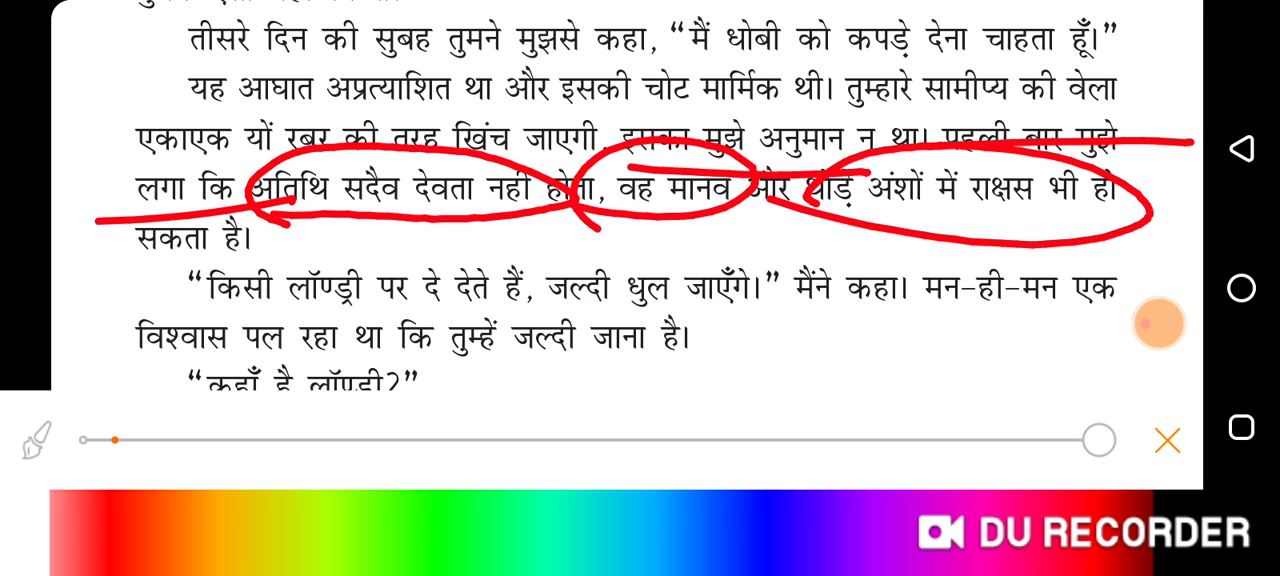 तीसरे दिन की सुबह तुमने मुझसे कहा, “मैं धोबी को कपड़े देना चाहता हूँ।”
यह आघात अप्रत्याशित था और इसकी चोट मार्मिक थी। तुम्हारे सामीप्य की वेला
एकाएक यों रबर की तरह खिंच जाएगी, इसका मुझे अनुमान न था। पहली बार मुझे
लगा कि अतिथि सदैव देवता नहीं होता, वह मानव और थोड़े अंशों में राक्षस भी हो
सकता है।
“किसी लॉण्ड्री पर दे देते हैं, जल्दी धुल जाएँगे।” मैंने कहा। मन-ही-मन एक
विश्वास पल रहा था कि तुम्हें जल्दी जाना है।
“कहाँ है लॉण्ड्री?”
DU RECORDER